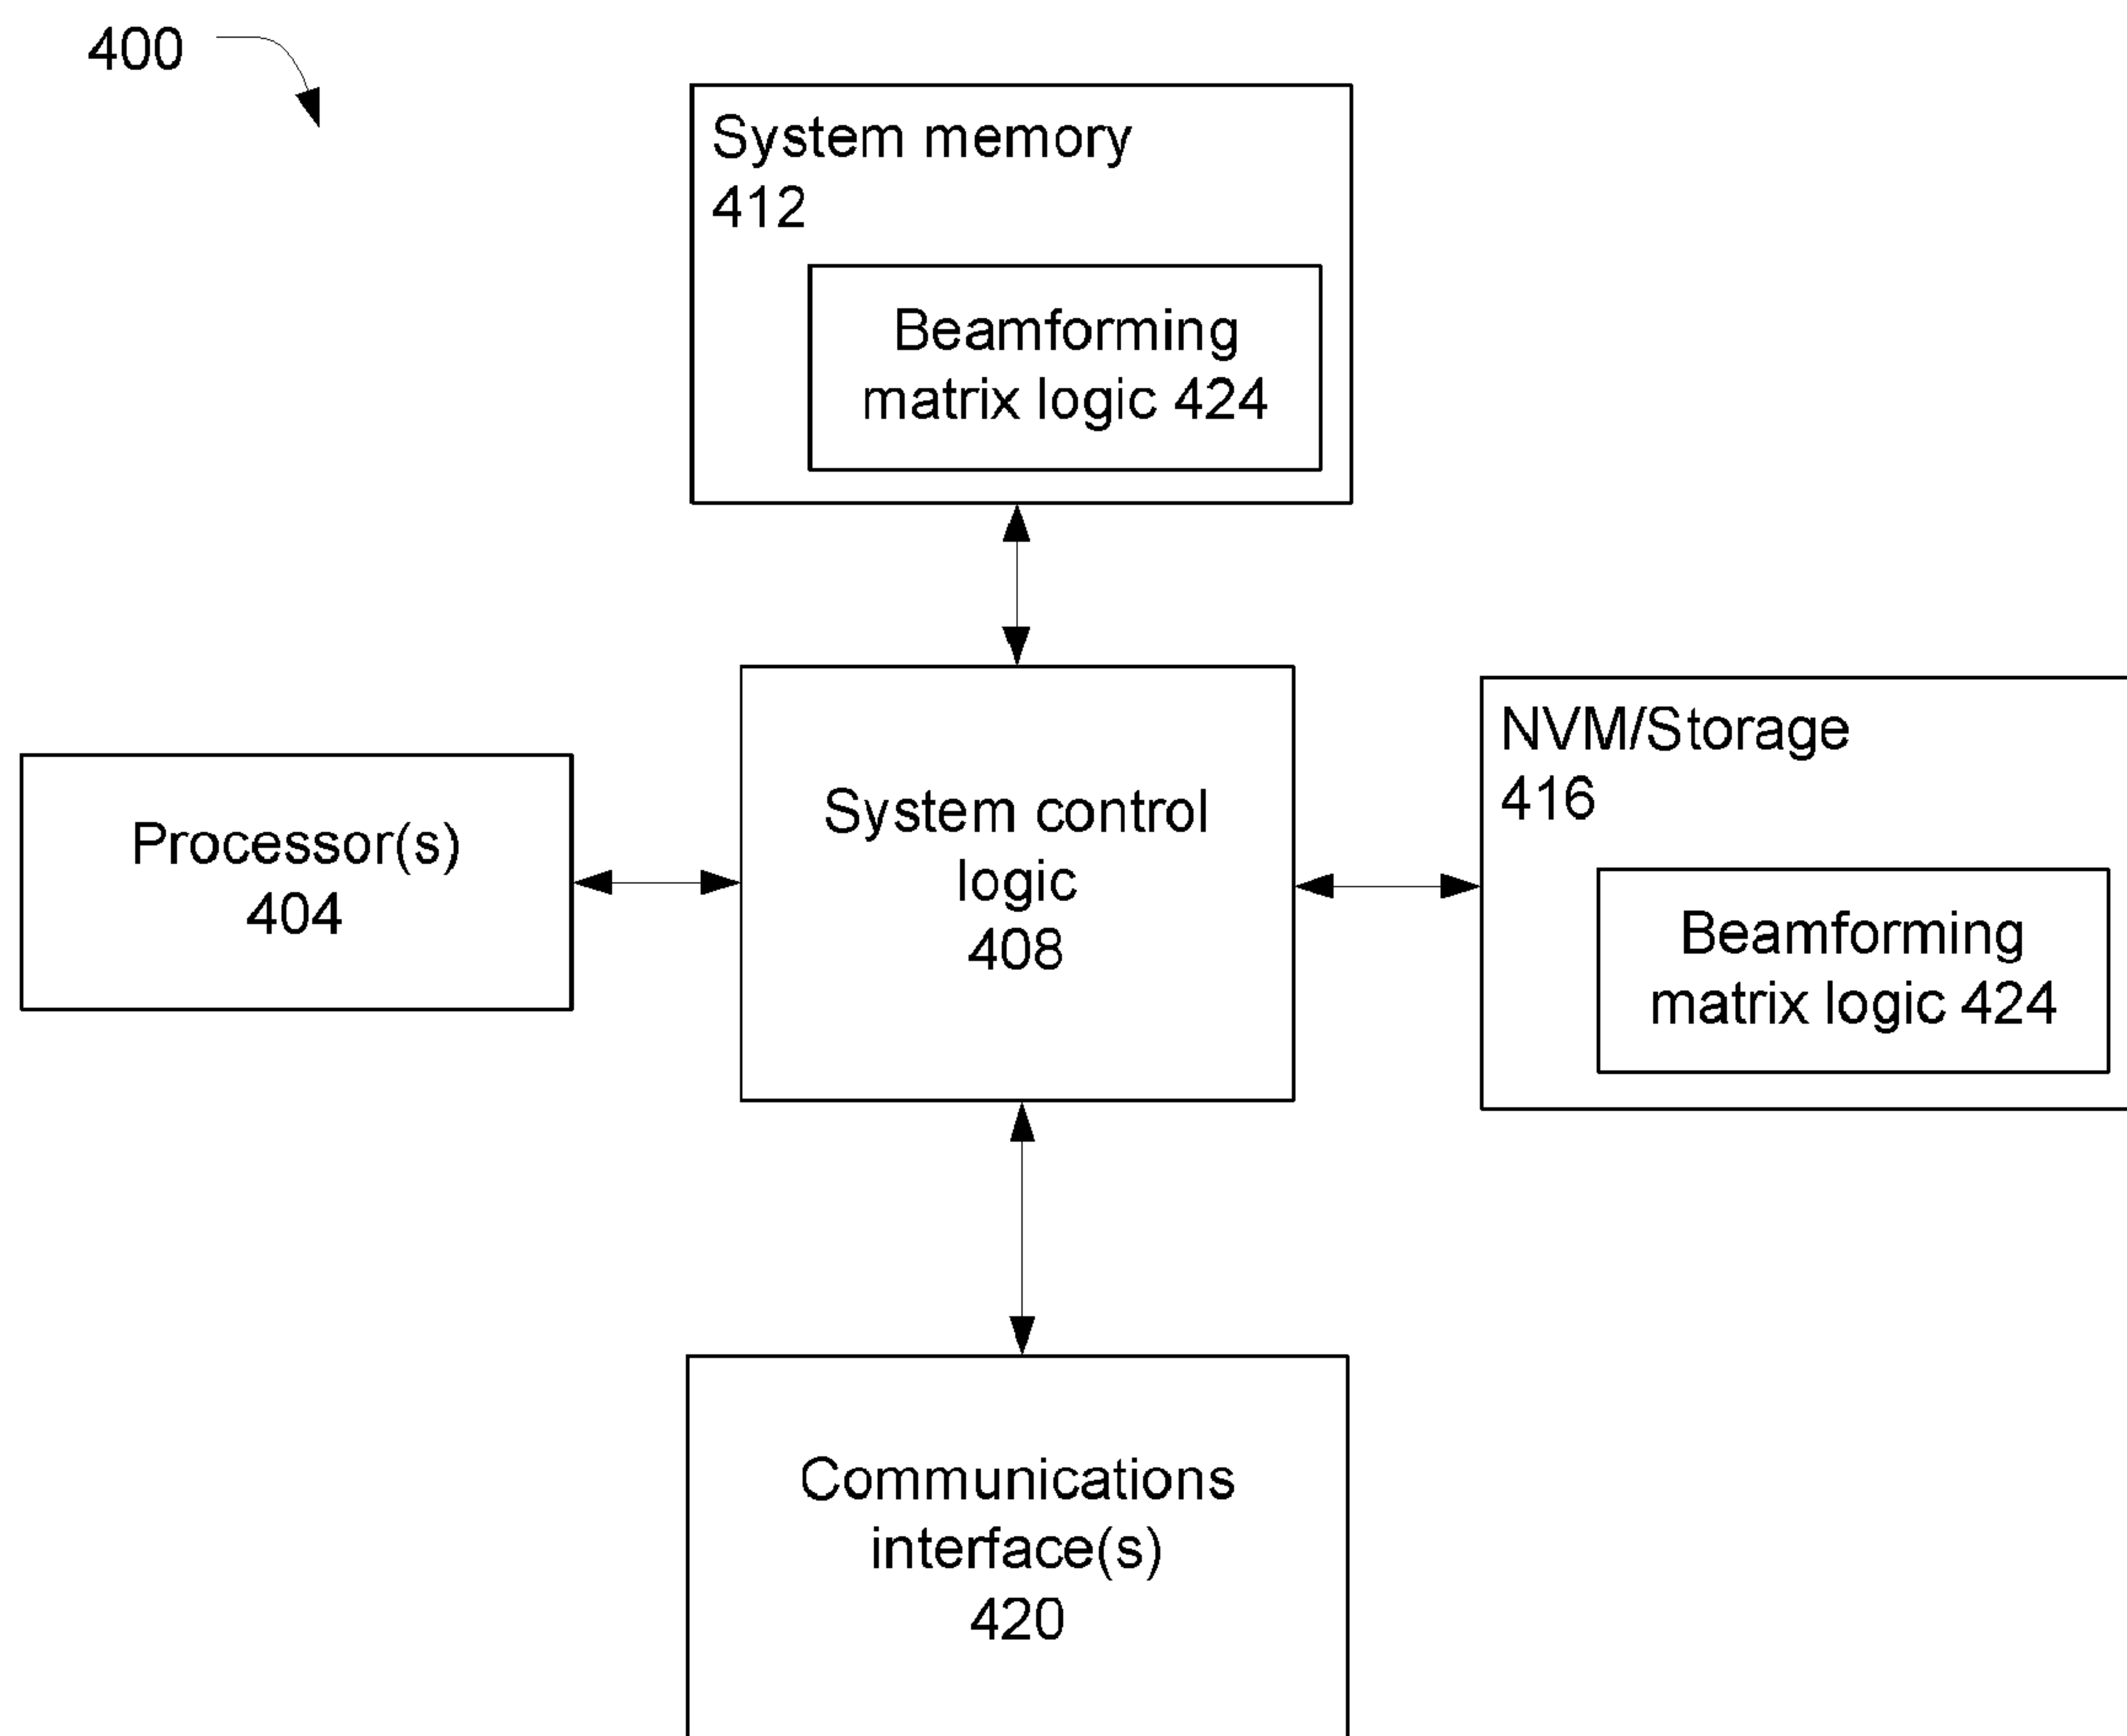 400
System memory
412
Beamforming
matrix logic 424
Processor(s)
404
System control
logic
408
NVM/Storage
416
Beamforming
matrix logic 424
Communications
interface(s)
420